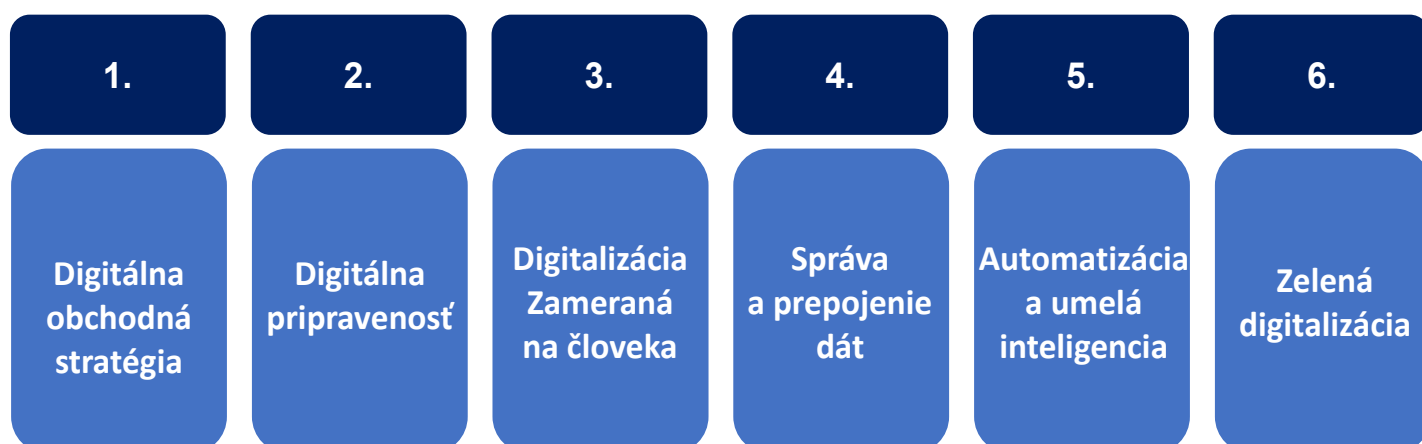 1.
2.
3.
4.
5.
6.
Digitálna
obchodná
stratégia
Digitálna
pripravenosť
Digitalizácia
Zameraná
na človeka
Správa
a prepojenie
dát
Automatizácia
a umelá
inteligencia
Zelená
digitalizácia